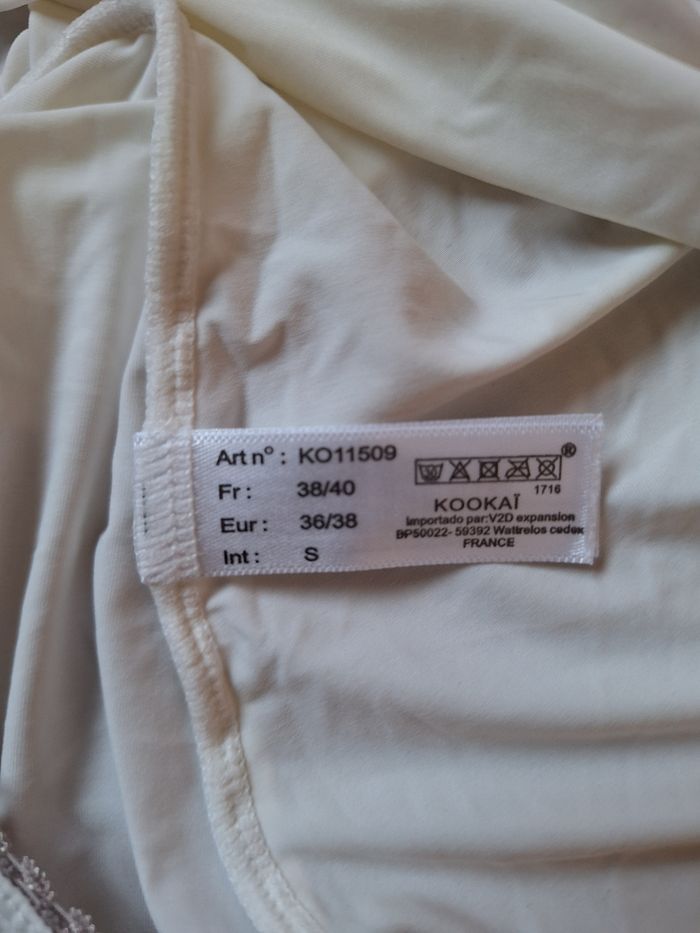 Art nº : KO11509
Fr : 38/40
Eur : 36/38
Int : S
®
1716
KOOKAÏ
Importado par:V2D expansion
BP50022- 59392 Wattrelos cedex
FRANCE